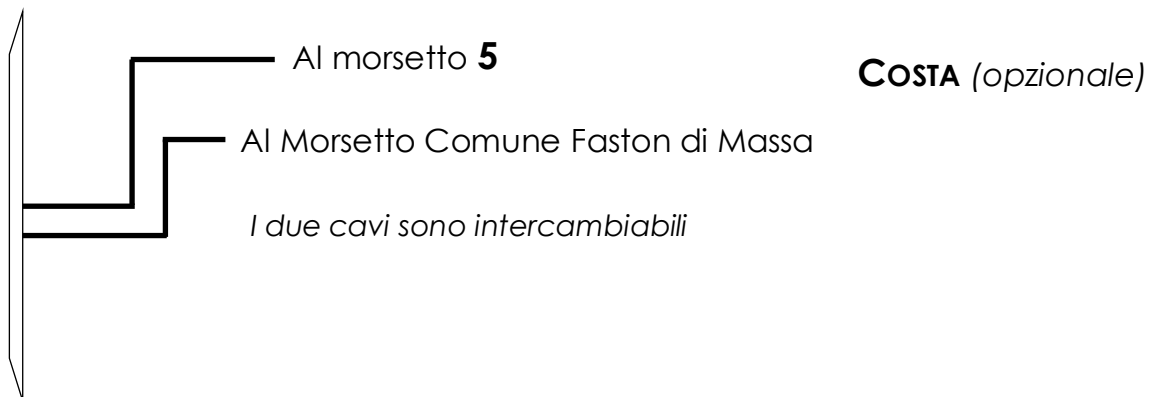 Al morsetto 5
COSTA (opzionale)
Al Morsetto Comune Faston di Massa
I due cavi sono intercambiabili